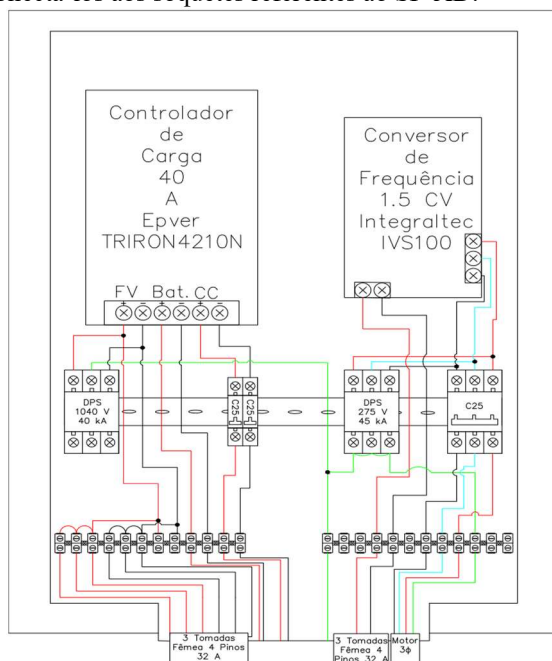 Controlador
de
Carga
40
A
Epver
TRIRON4210N
FV Bat. CC
+ - + - + -
Conversor
de
Frequência
1.5 CV
Integraltec
IVS100
DPS
1040 V
40 kA
C25
C25
DPS
275 V
45 kA
C25
3 Tomadas
Fêmea 4 Pinos
32 A
3 Tomadas
Fêmea 4
Pinos 32 A
Motor
3ϕ